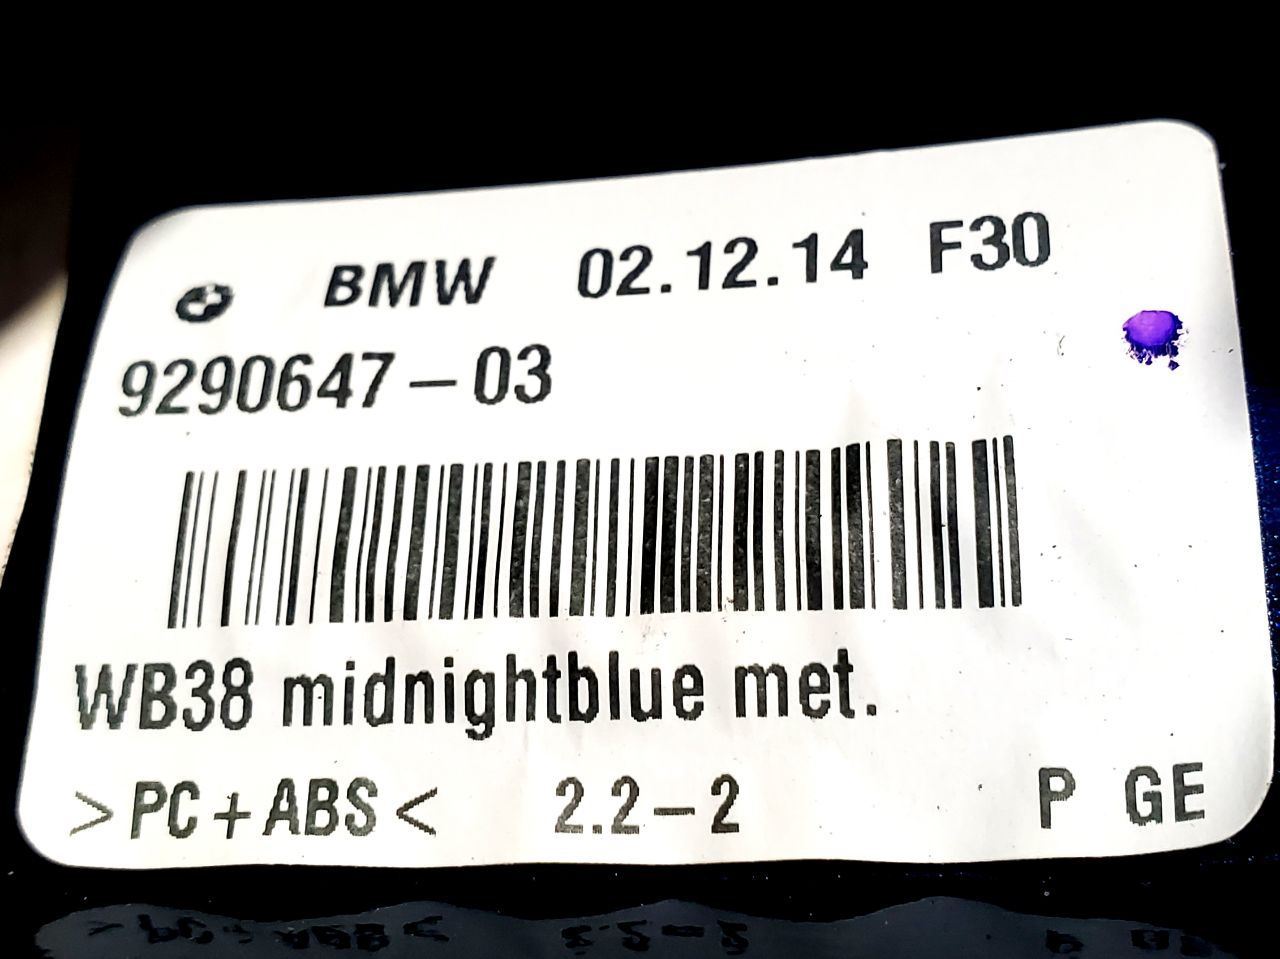 BMW 02.12.14 F30
9290647-03
WB38 midnightblue met.
>PC+ABS< 2.2-2 P GE